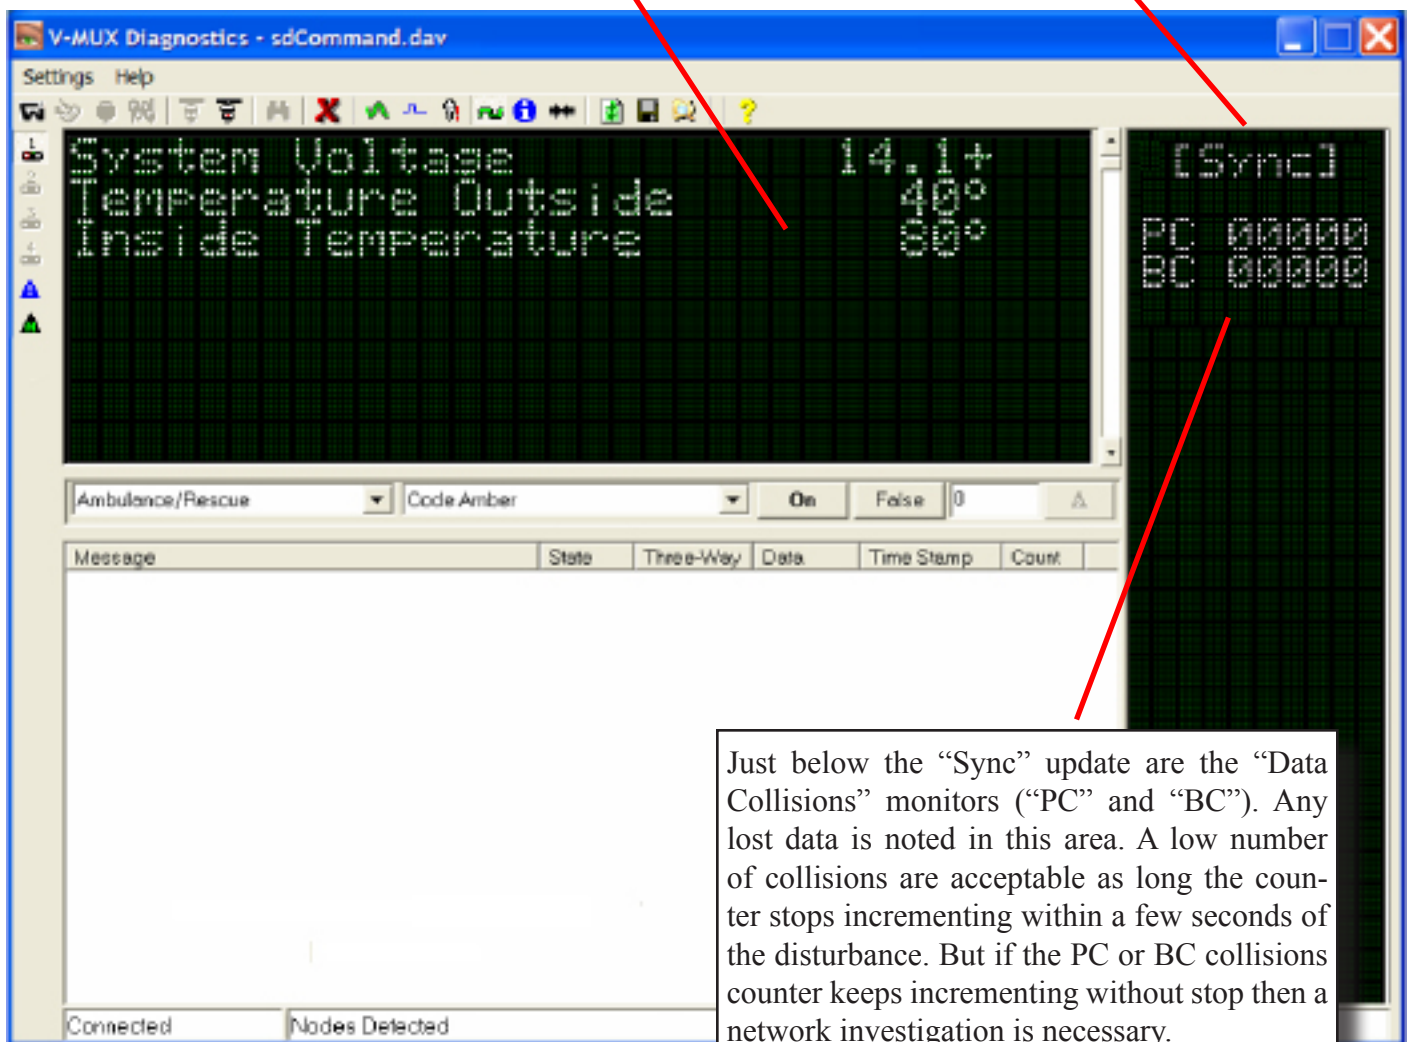 V-MUX Diagnostics - sdCommand.dav
Settings Help
System Voltage 14.1+
Temperature Outside 40°
Inside Temperature 80°
[Sync]
PC 00000
BC 00000
1
2
3
4
Ambulance/Rescue Code Amber On False 0 A
Message State Three-Way Data Time Stamp Count
Just below the “Sync” update are the “Data
Collisions” monitors (“PC” and “BC”). Any
lost data is noted in this area. A low number
of collisions are acceptable as long the coun-
ter stops incrementing within a few seconds of
the disturbance. But if the PC or BC collisions
counter keeps incrementing without stop then a
network investigation is necessary.
Connected Nodes Detected